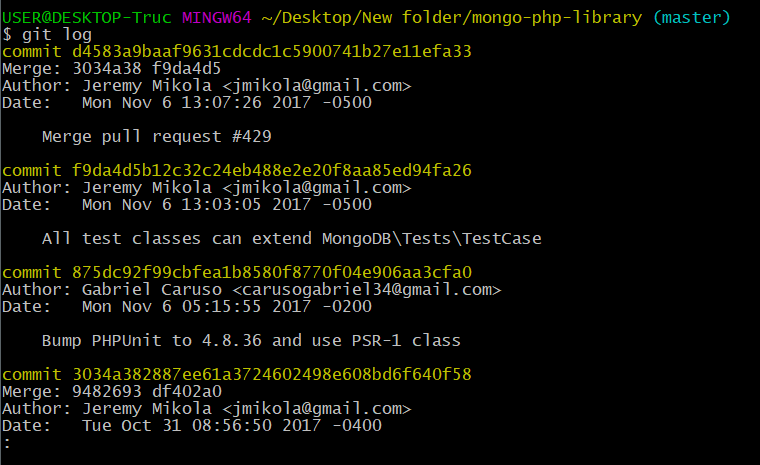 USER@DESKTOP-Truc MINGW64 ~/Desktop/New folder/mongo-php-library (master)
$ git log
commit d4583a9baaf9631cdcdc1c5900741b27e11efa33
Merge: 3034a38 f9da4d5
Author: Jeremy Mikola <jmikola@gmail.com>
Date:   Mon Nov 6 13:07:26 2017 -0500
    Merge pull request #429
commit f9da4d5b12c32c24eb488e2e20f8aa85ed94fa26
Author: Jeremy Mikola <jmikola@gmail.com>
Date:   Mon Nov 6 13:03:05 2017 -0500
    All test classes can extend MongoDB\Tests\TestCase
commit 875dc92f99cbfea1b8580f8770f04e906aa3cfa0
Author: Gabriel Caruso <carusogabriel34@gmail.com>
Date:   Mon Nov 6 05:15:55 2017 -0200
    Bump PHPUnit to 4.8.36 and use PSR-1 class
commit 3034a382887ee61a3724602498e608bd6f640f58
Merge: 9482693 df402a0
Author: Jeremy Mikola <jmikola@gmail.com>
Date:   Tue Oct 31 08:56:50 2017 -0400
: